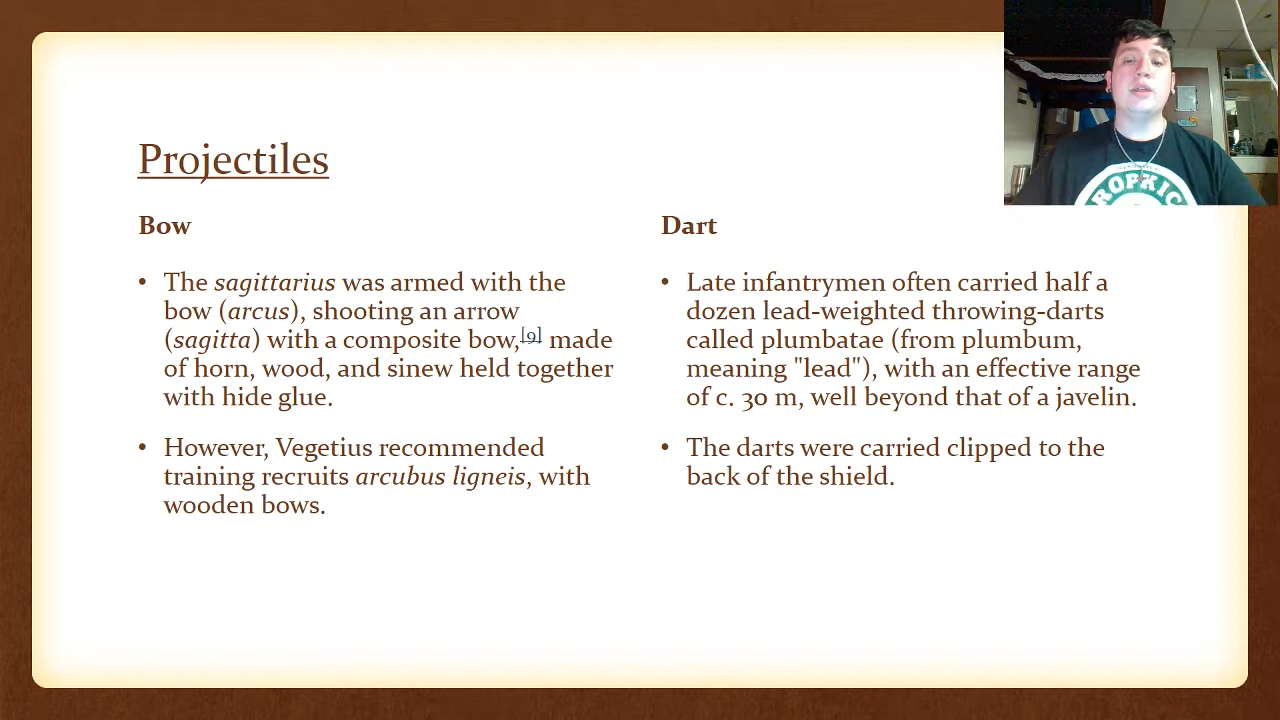 Projectiles
Bow
• The sagittarius was armed with the
bow (arcus), shooting an arrow
(sagitta) with a composite bow,[9] made
of horn, wood, and sinew held together
with hide glue.
• However, Vegetius recommended
training recruits arcubus ligneis, with
wooden bows.
Dart
• Late infantrymen often carried half a
dozen lead-weighted throwing-darts
called plumbatae (from plumbum,
meaning "lead"), with an effective range
of c. 30 m, well beyond that of a javelin.
• The darts were carried clipped to the
back of the shield.
ROPKIC